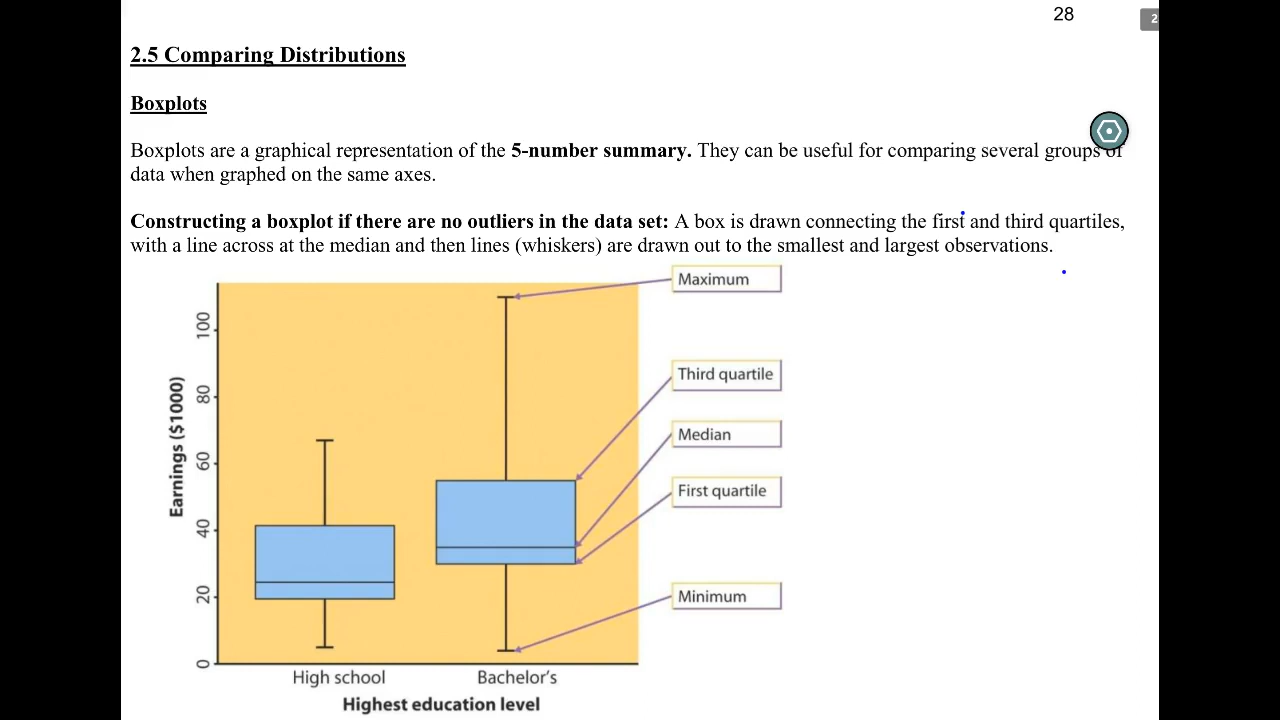 28
2
2.5 Comparing Distributions
Boxplots
Boxplots are a graphical representation of the 5-number summary. They can be useful for comparing several groups of
data when graphed on the same axes.
Constructing a boxplot if there are no outliers in the data set: A box is drawn connecting the first and third quartiles,
with a line across at the median and then lines (whiskers) are drawn out to the smallest and largest observations.
Maximum
Third quartile
Median
First quartile
Minimum
Earnings ($1000)
100
80
60
40
20
0
High school
Bachelor's
Highest education level